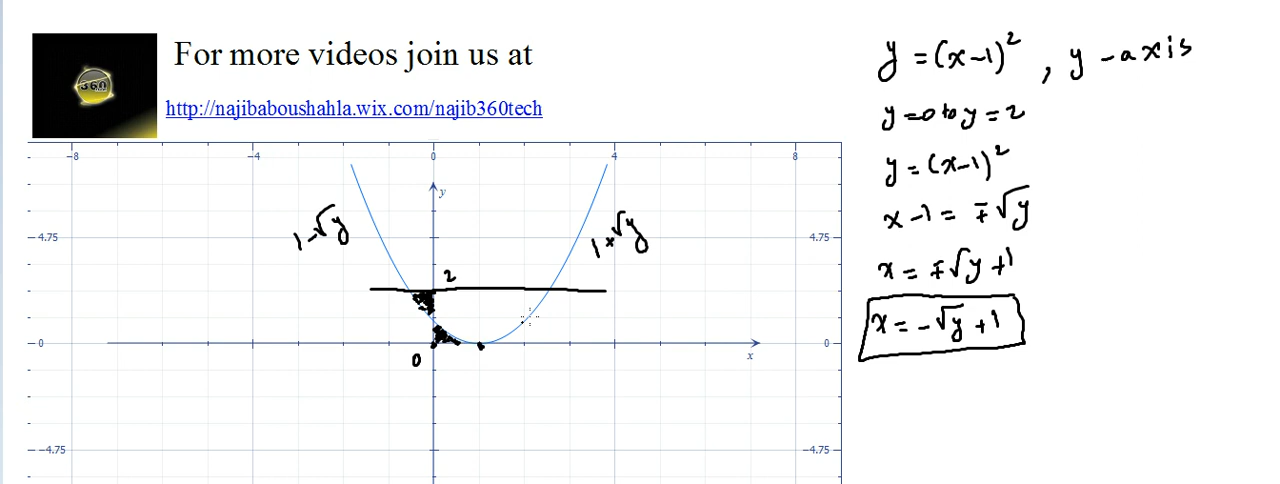 For more videos join us at
360
http://najibaboushahla.wix.com/najib360tech
y = (x-1)², y-axis
y=0 to y=2
y = (x-1)²
x-1 = ∓√y
x = ∓√y +1
x = -√y +1
-8 -4 0 4 8
y
1-√y
1+√y
4.75 4.75
2
0 0
x
0
-4.75 -4.75